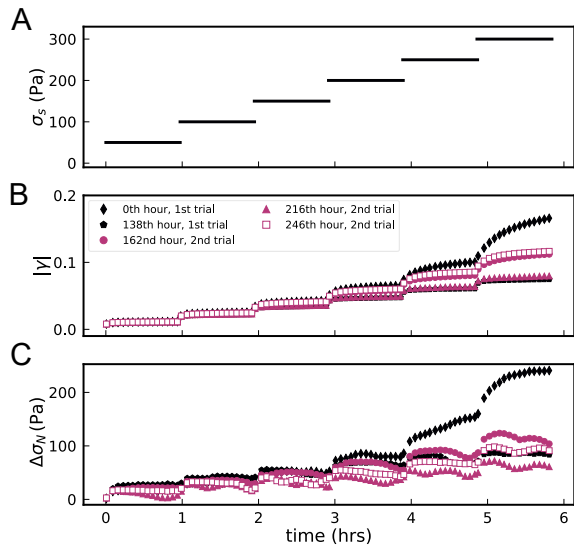 A
300
200
100
0
σs (Pa)
B
0.2
0.1
0.0
|γ|
0th hour, 1st trial
138th hour, 1st trial
162nd hour, 2nd trial
216th hour, 2nd trial
246th hour, 2nd trial
C
200
100
0
ΔσN (Pa)
0 1 2 3 4 5 6
time (hrs)